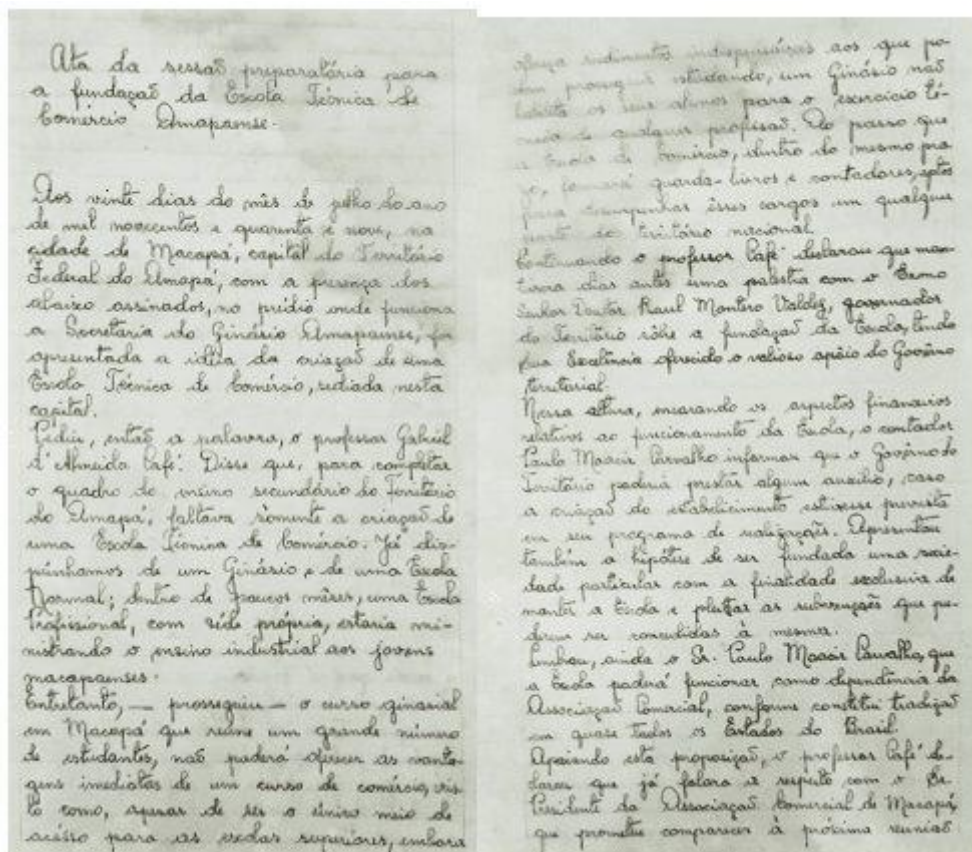 Ata da sessão preparatória para
a fundação da Escola Técnica de
Comércio Amapaense.
Aos vinte dias do mês de julho do ano
de mil novecentos e quarenta e nove, na
cidade de Macapá, capital do Território
Federal do Amapá, com a presença dos
abaixo assinados, no prédio onde funciona
a Secretaria do Ginásio Amapaense, foi
apresentada a idéia da criação de uma
Escola Técnica de Comércio, sediada nesta
capital.
Pediu, então a palavra, o professor Gabriel
d'Almeida Café. Disse que, para completar
o quadro do ensino secundário do Território
do Amapá, faltava sòmente a criação de
uma Escola Técnica de Comércio. Já dis-
púnhamos de um Ginásio e de uma Escola
Normal; dentro de poucos mêses, uma Escola
Profissional, com séde própria, estaria mi-
nistrando o ensino industrial aos jovens
macapaenses.
Entretanto, — prosseguiu — o curso ginasial
em Macapá que reune um grande número
de estudantes, não poderá oferecer as vanta-
gens imediatas de um curso de comércio, vis-
to como, apesar de ser o único meio de
acésso para as escolas superiores, embora
ofereça rudimentos indispensáveis aos que po-
dem prosseguir estudando, um Ginásio não
habilita os seus alunos para o exercício
de qualquer profissão. Ao passo que
a Escola de Comércio, dentro do mesmo pra-
zo, formará guarda-livros e contadores, aptos
para desempenhar êsses cargos em qualquer
parte do território nacional.
Continuando o professor Café declarou que man-
tivera dias antes uma palestra com o Exmo
Senhor Doutor Raul Montero Valdez, governador
do Território sôbre a fundação da Escola, tendo
Sua Excelência oferecido o valioso apôio do Govêrno
territorial.
Nessa altura, encarando os aspectos financeiros
relativos ao funcionamento da Escola, o contador
Paulo Moacir Carvalho informou que o Govêrno do
Território poderia prestar algum auxílio, caso
a criação do estabelecimento estivesse prevista
em seu programa de realizações. Apresentou
também a hipótese de ser fundada uma socie-
dade particular com a finalidade exclusiva de
manter a Escola e pleitear as subvenções que pu-
dessem ser concedidas à mesma.
Lembrou, ainda o Sr. Paulo Moacir Carvalho, que
a Escola poderá funcionar como dependência da
Associação Comercial, conforme constitui tradição
em quase todos os Estados do Brasil.
Apoiando esta proposição, o professor Café de-
clarou que já falara a respeito com o Sr.
Presidente da Associação Comercial de Macapá,
que prometeu comparecer à próxima reunião